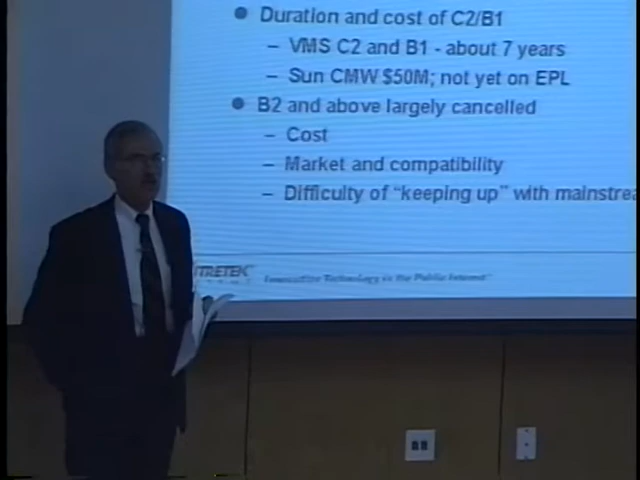 Duration and cost of C2/B1
– VMS C2 and B1 - about 7 years
– Sun CMW $50M; not yet on EPL
B2 and above largely cancelled
– Cost
– Market and compatibility
– Difficulty of "keeping up" with mainstrea
TRETEK Innovative Technology in the Public Interest